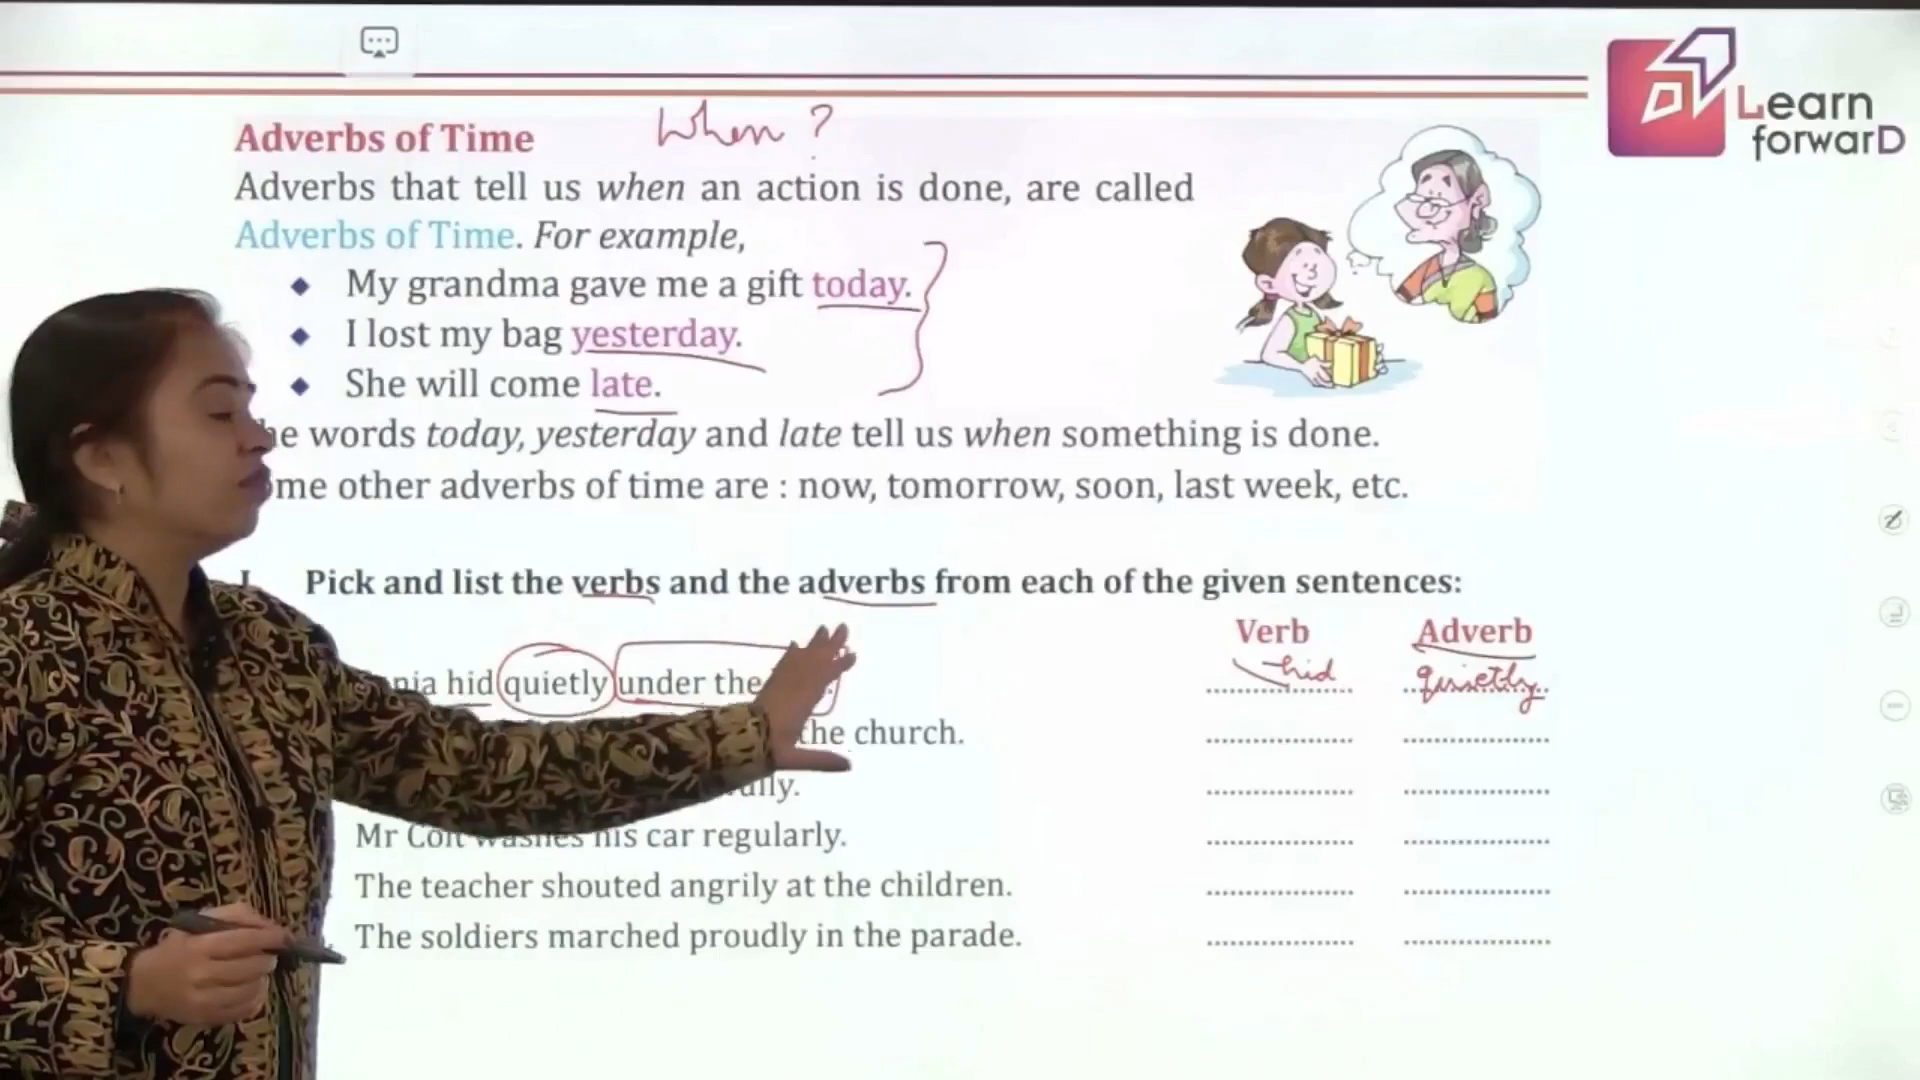 Learn
forwarD
Adverbs of Time When ?
Adverbs that tell us when an action is done, are called
Adverbs of Time. For example,
My grandma gave me a gift today.
I lost my bag yesterday.
She will come late.
words today, yesterday and late tell us when something is done.
other adverbs of time are : now, tomorrow, soon, last week, etc.
I. Pick and list the verbs and the adverbs from each of the given sentences:
Verb Adverb
hid quietly under the hid quietly
the church.
Mr washes his car regularly.
The teacher shouted angrily at the children.
The soldiers marched proudly in the parade.